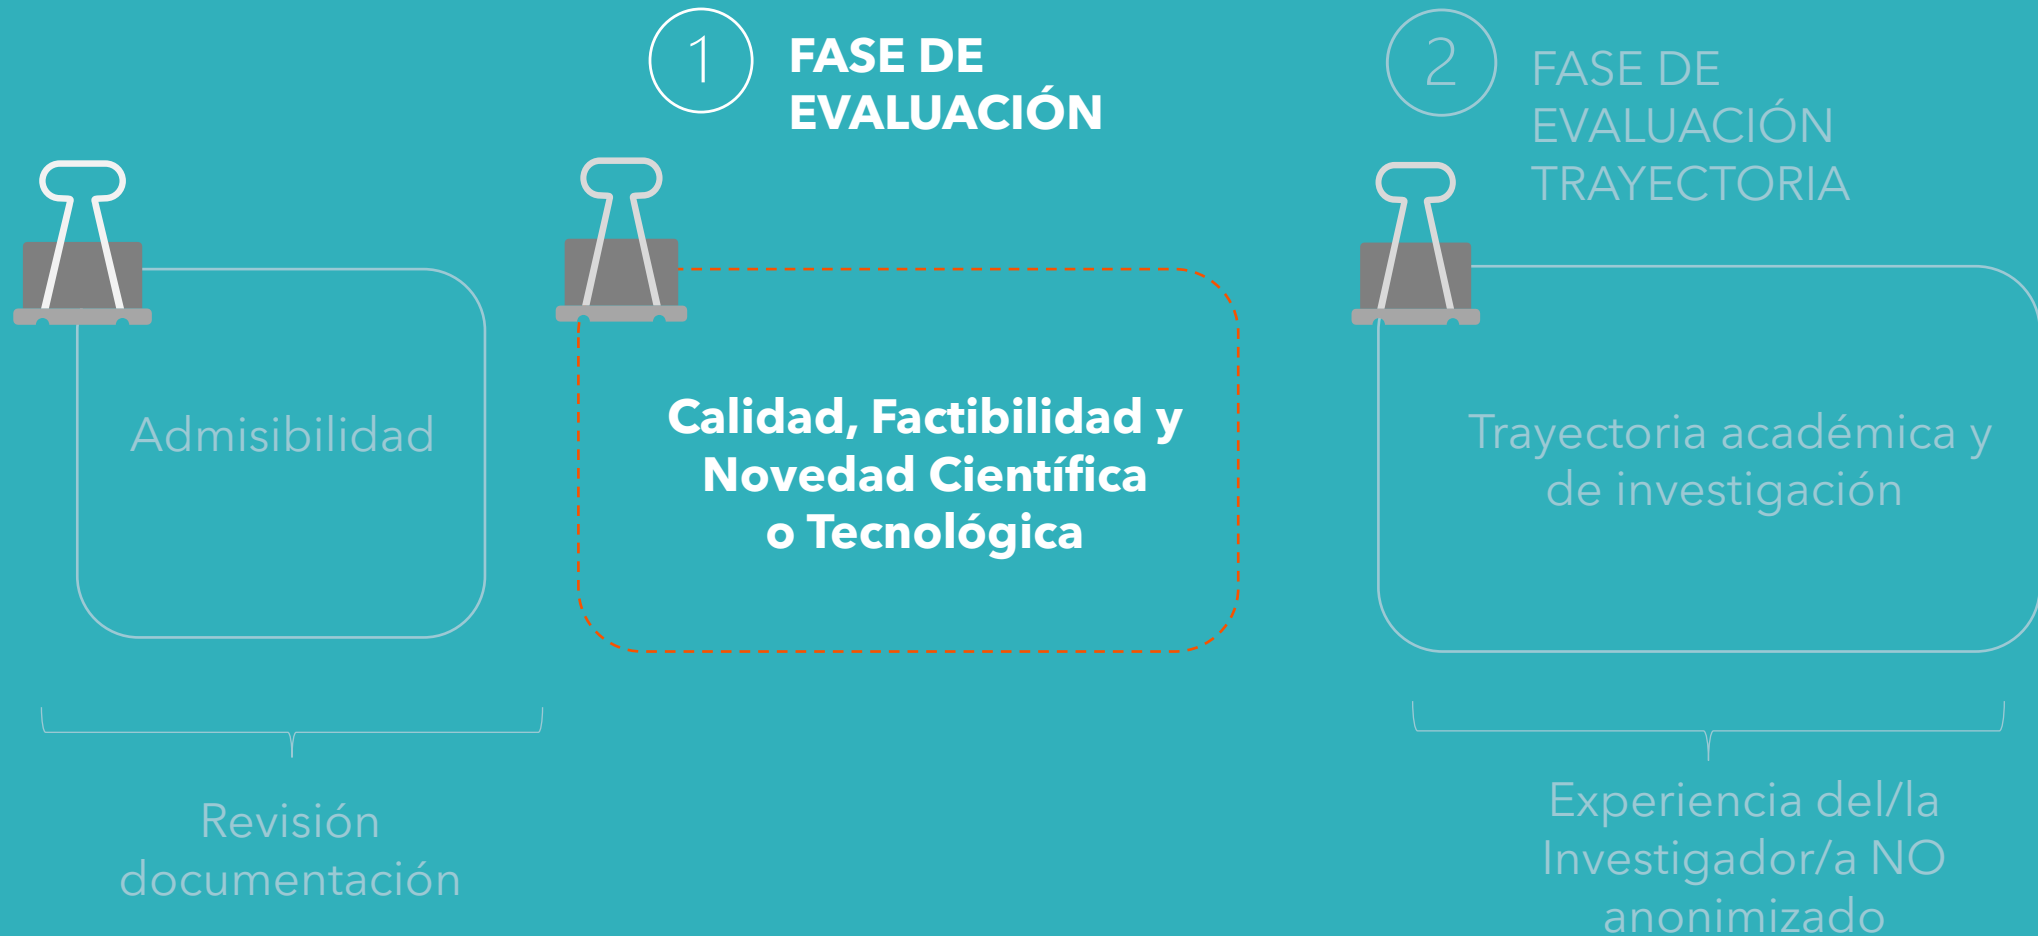 1
FASE DE
EVALUACIÓN
2
FASE DE
EVALUACIÓN
TRAYECTORIA
Admisibilidad
Calidad, Factibilidad y
Novedad Científica
o Tecnológica
Trayectoria académica y
de investigación
Revisión
documentación
Experiencia del/la
Investigador/a NO
anonimizado